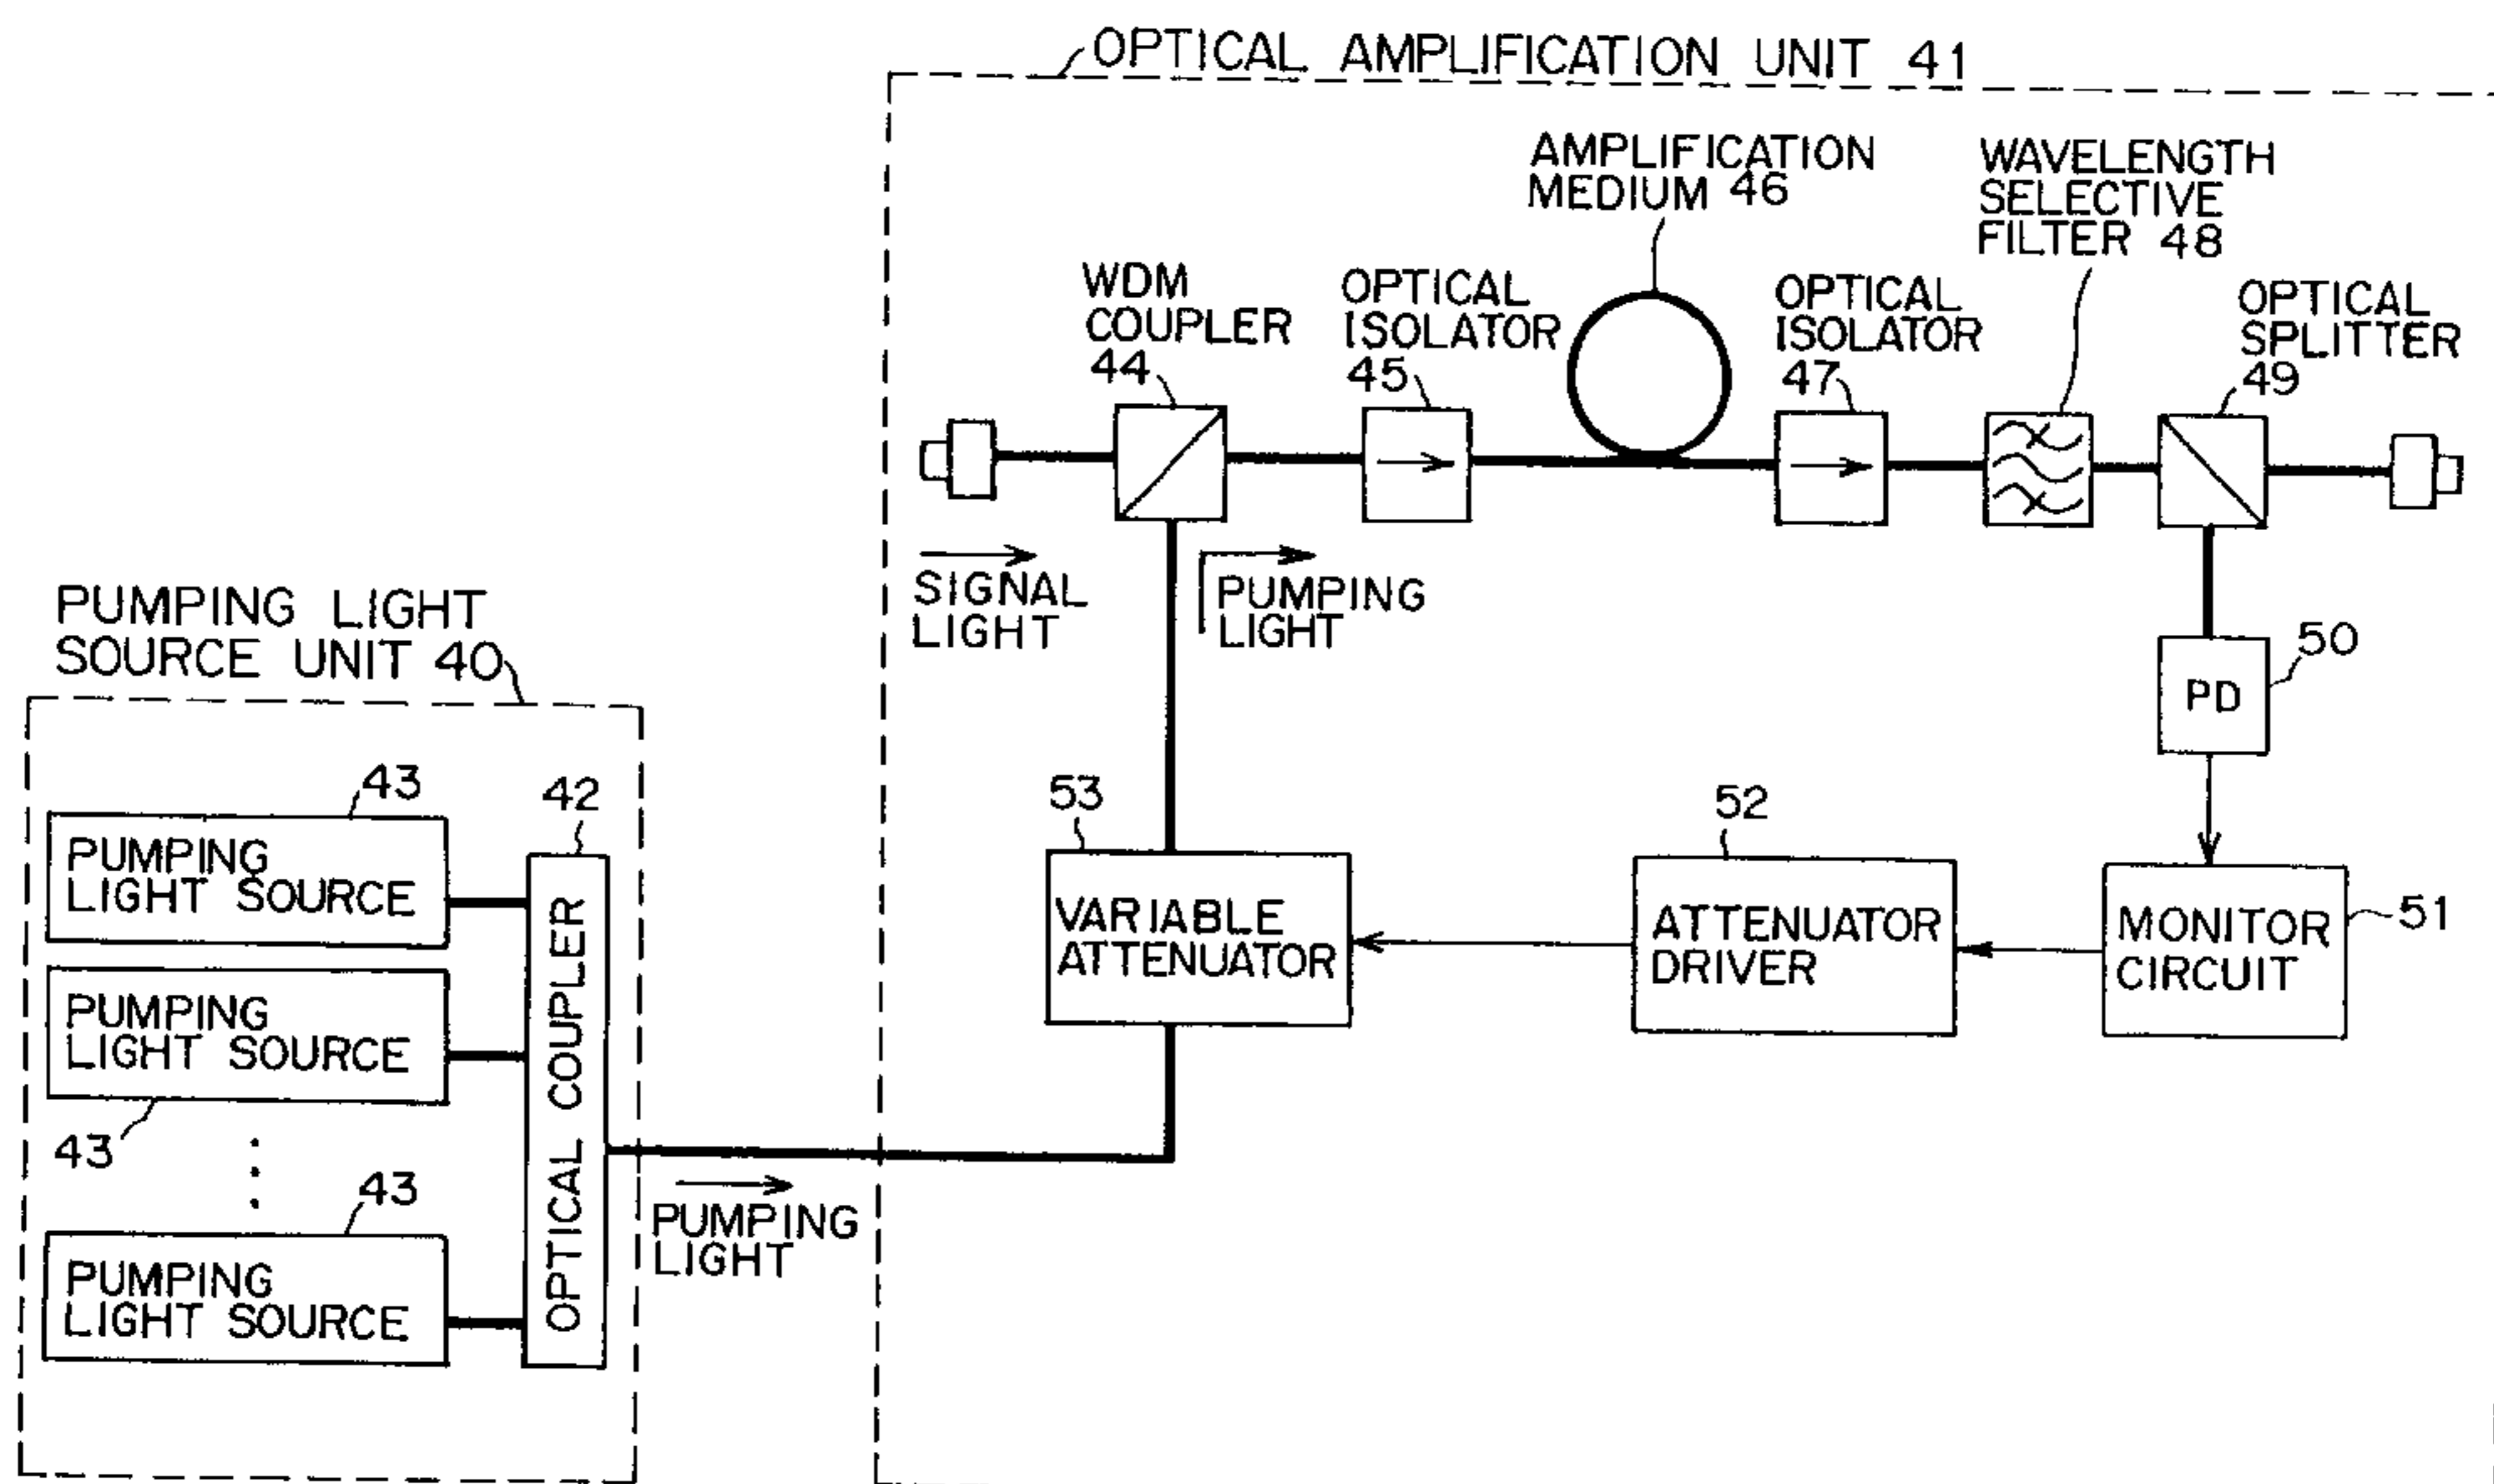 OPTICAL AMPLIFICATION UNIT 41
AMPLIFICATION
MEDIUM 46
WAVELENGTH
SELECTIVE
FILTER 48
WDM
COUPLER
44
OPTICAL
ISOLATOR
45
OPTICAL
ISOLATOR
47
OPTICAL
SPLITTER
49
SIGNAL
LIGHT
PUMPING
LIGHT
PUMPING LIGHT
SOURCE UNIT 40
50
PD
43
42
53
52
PUMPING
LIGHT SOURCE
VARIABLE
ATTENUATOR
ATTENUATOR
DRIVER
MONITOR
CIRCUIT
51
PUMPING
LIGHT SOURCE
OPTICAL COUPLER
43
43
PUMPING
LIGHT
PUMPING
LIGHT SOURCE